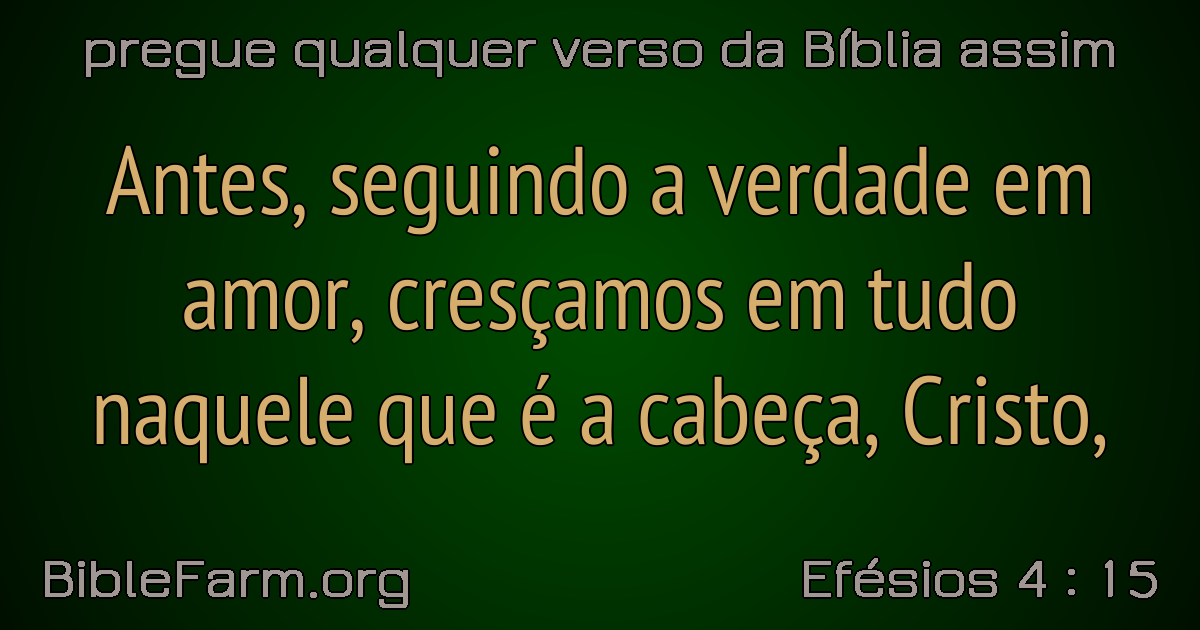 pregue qualquer verso da Bíblia assim
Antes, seguindo a verdade em
amor, cresçamos em tudo
naquele que é a cabeça, Cristo,
BibleFarm.org
Efésios 4 : 15